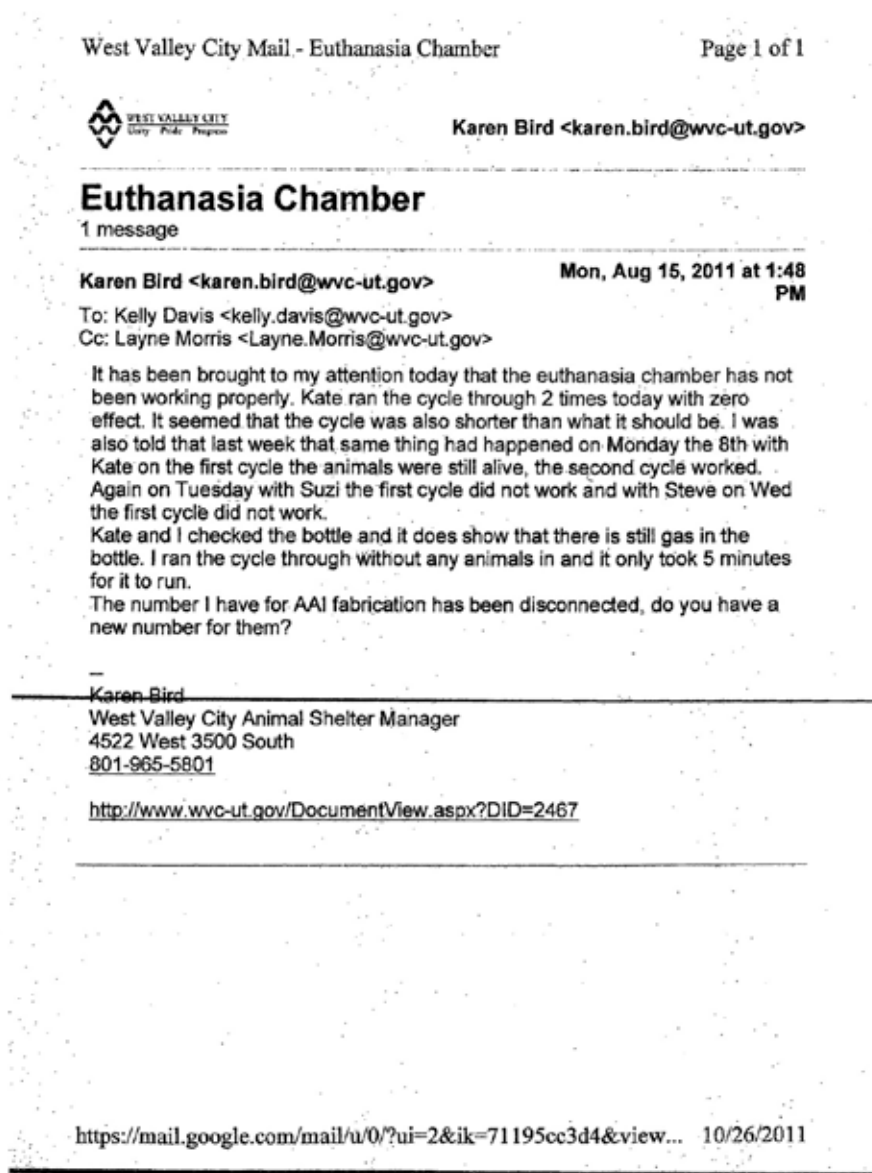 West Valley City Mail - Euthanasia Chamber Page 1 of 1
WEST VALLEY CITY
Unity Pride Progress
Karen Bird <karen.bird@wvc-ut.gov>
Euthanasia Chamber
1 message
Karen Bird <karen.bird@wvc-ut.gov> Mon, Aug 15, 2011 at 1:48
PM
To: Kelly Davis <kelly.davis@wvc-ut.gov>
Cc: Layne Morris <Layne.Morris@wvc-ut.gov>
It has been brought to my attention today that the euthanasia chamber has not
been working properly. Kate ran the cycle through 2 times today with zero
effect. It seemed that the cycle was also shorter than what it should be. I was
also told that last week that same thing had happened on Monday the 8th with
Kate on the first cycle the animals were still alive, the second cycle worked.
Again on Tuesday with Suzi the first cycle did not work and with Steve on Wed
the first cycle did not work.
Kate and I checked the bottle and it does show that there is still gas in the
bottle. I ran the cycle through without any animals in and it only took 5 minutes
for it to run.
The number I have for AAI fabrication has been disconnected, do you have a
new number for them?
--
Karen Bird
West Valley City Animal Shelter Manager
4522 West 3500 South
801-965-5801
http://www.wvc-ut.gov/DocumentView.aspx?DID=2467
https://mail.google.com/mail/u/0/?ui=2&ik=71195cc3d4&view... 10/26/2011